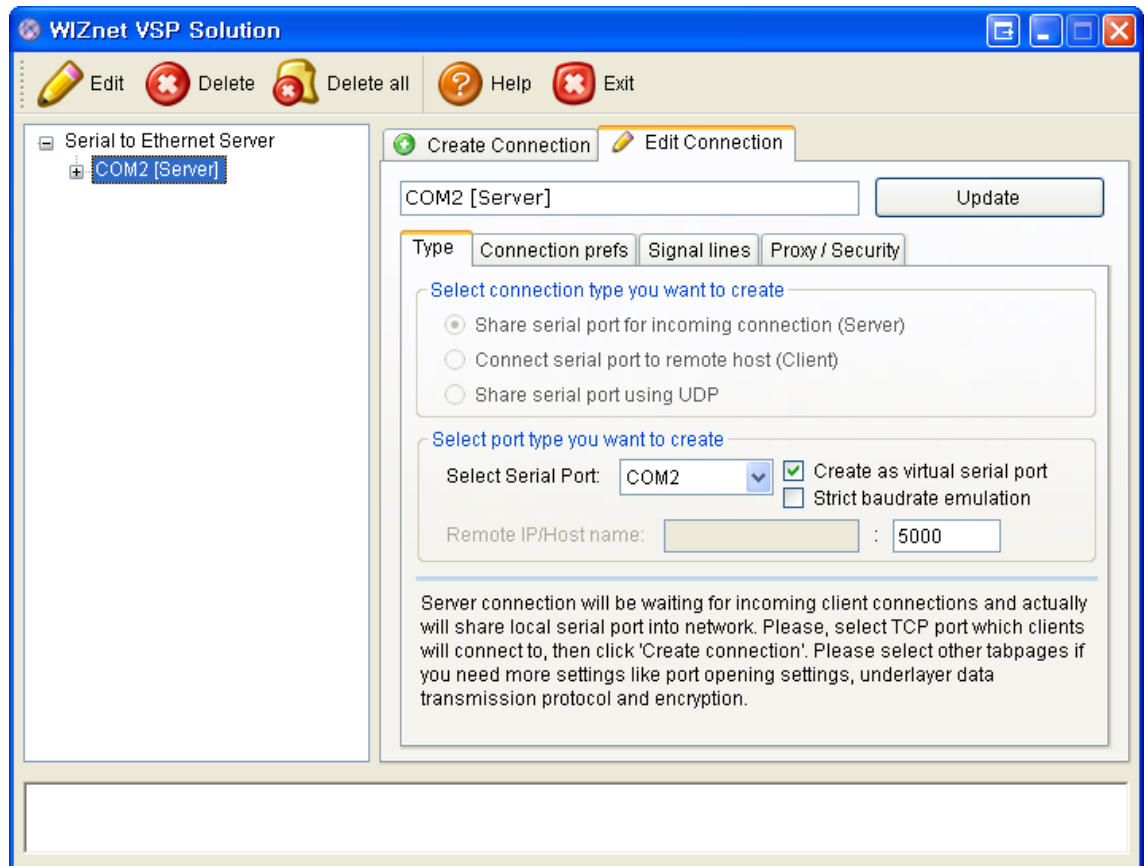 WIZnet VSP Solution
Edit Delete Delete all Help Exit
Serial to Ethernet Server
COM2 [Server]
Create Connection Edit Connection
COM2 [Server] Update
Type Connection prefs Signal lines Proxy / Security
Select connection type you want to create
Share serial port for incoming connection (Server)
Connect serial port to remote host (Client)
Share serial port using UDP
Select port type you want to create
Select Serial Port: COM2 Create as virtual serial port
Strict baudrate emulation
Remote IP/Host name: : 5000
Server connection will be waiting for incoming client connections and actually
will share local serial port into network. Please, select TCP port which clients
will connect to, then click 'Create connection'. Please select other tabpages if
you need more settings like port opening settings, underlayer data
transmission protocol and encryption.